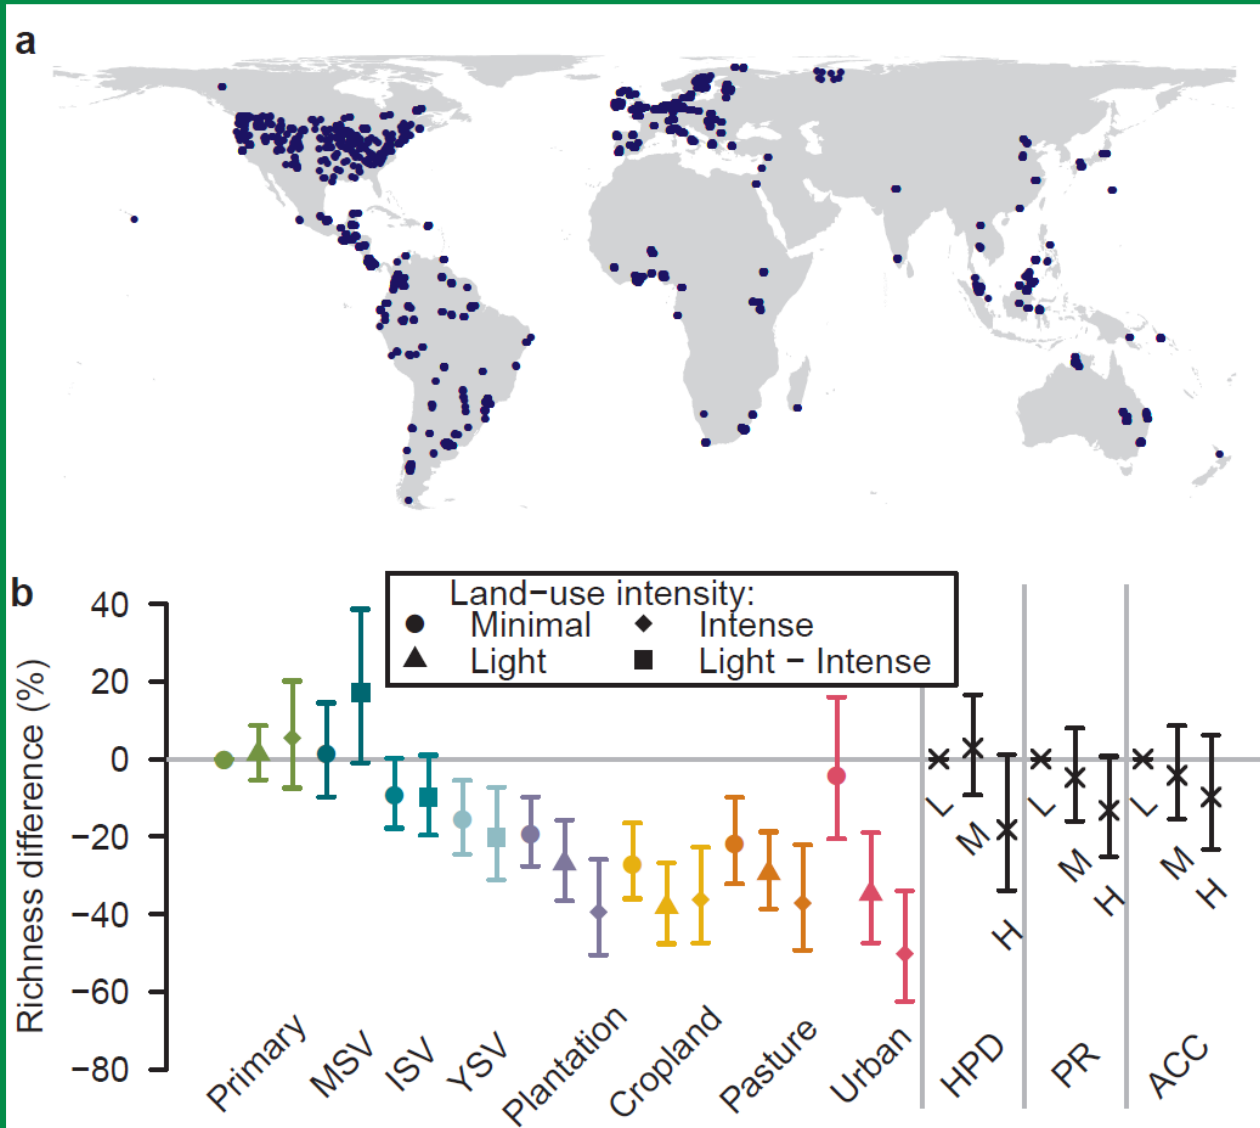 a
b
Land-use intensity:
Minimal
Intense
Light
Light - Intense
Richness difference (%)
40
20
0
-20
-40
-60
-80
L
M
H
L
M
H
L
M
H
Primary
MSV
ISV
YSV
Plantation
Cropland
Pasture
Urban
HPD
PR
ACC